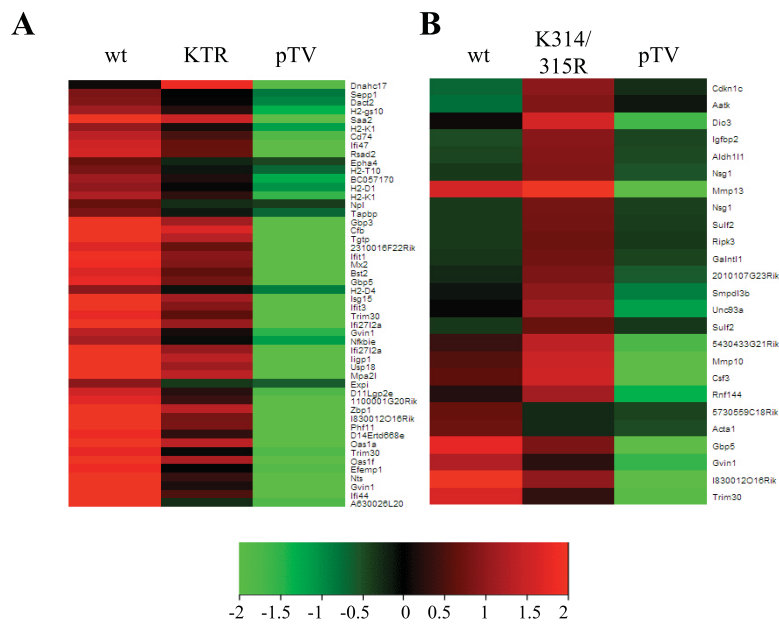 A
wt KTR pTV
Dnahc17
Sepp1
Dact2
H2-gs10
Saa2
H2-K1
Cd74
Ifi47
Rsad2
Epha4
H2-T10
BC057170
H2-D1
H2-K1
Npl
Tapbp
Gbp3
Cfb
Tgtp
2310016F22Rik
Ifit1
Mx2
Bst2
Gbp5
H2-D4
Isg15
Ifit3
Trim30
Ifi27l2a
Gvin1
Nfkbie
Ifi27l2a
Iigp1
Usp18
Mpa2l
Expi
D11Lgp2e
1100001G20Rik
Zbp1
I830012O16Rik
Phf11
D14Ertd668e
Oas1a
Trim30
Oas1f
Efemp1
Nts
Gvin1
Ifi44
A630026L20
B
wt K314/ pTV
315R
Cdkn1c
Aatk
Dio3
Igfbp2
Aldh1l1
Nsg1
Mmp13
Nsg1
Sulf2
Ripk3
Galntl1
2010107G23Rik
Smpdl3b
Unc93a
Sulf2
5430433G21Rik
Mmp10
Csf3
Rnf144
5730559C18Rik
Acta1
Gbp5
Gvin1
I830012O16Rik
Trim30
-2 -1.5 -1 -0.5 0 0.5 1 1.5 2